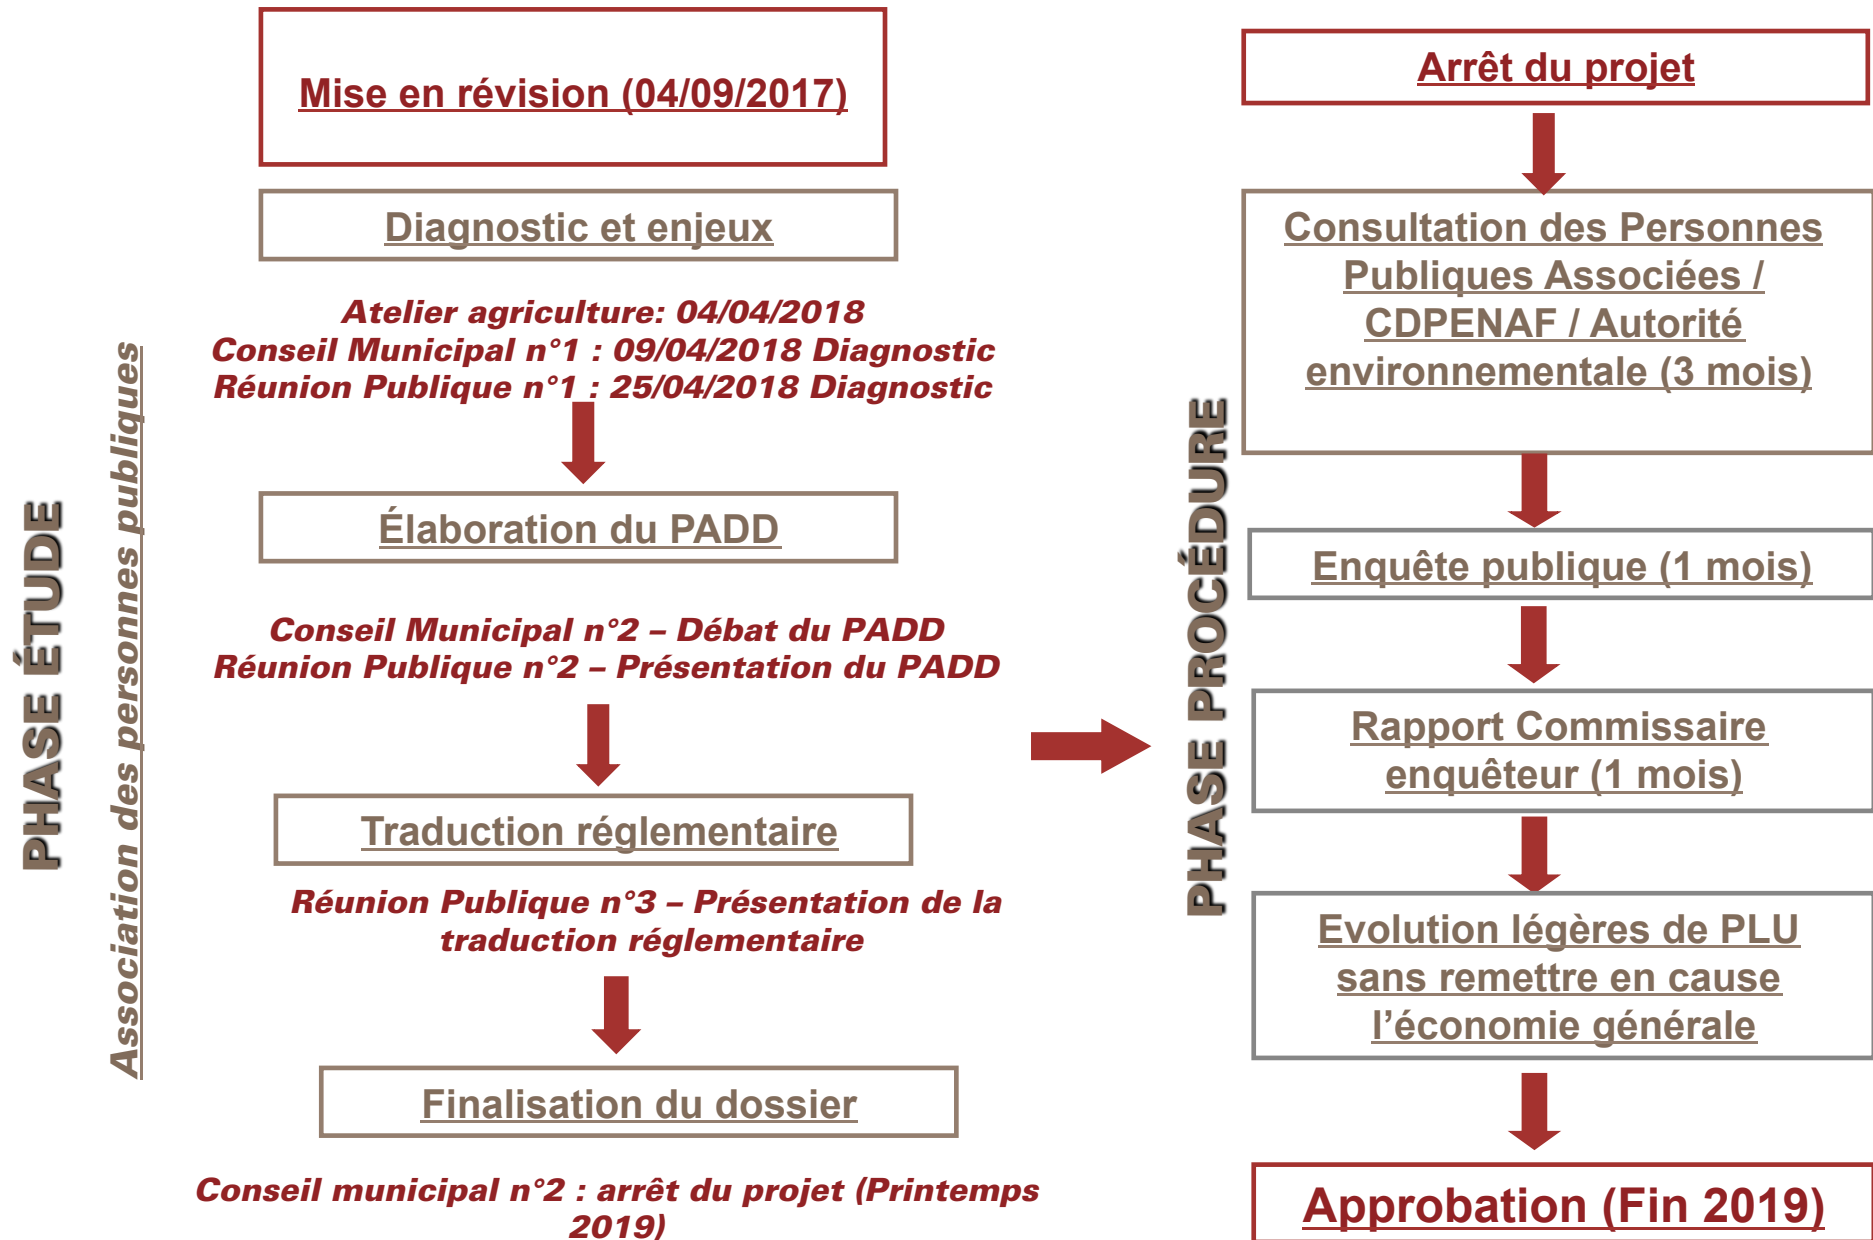 PHASE ÉTUDE
Association des personnes publiques
Mise en révision (04/09/2017)
Diagnostic et enjeux
Atelier agriculture: 04/04/2018
Conseil Municipal n°1 : 09/04/2018 Diagnostic
Réunion Publique n°1 : 25/04/2018 Diagnostic
Élaboration du PADD
Conseil Municipal n°2 – Débat du PADD
Réunion Publique n°2 – Présentation du PADD
Traduction réglementaire
Réunion Publique n°3 – Présentation de la
traduction réglementaire
Finalisation du dossier
Conseil municipal n°2 : arrêt du projet (Printemps
2019)
PHASE PROCÉDURE
Arrêt du projet
Consultation des Personnes
Publiques Associées /
CDPENAF / Autorité
environnementale (3 mois)
Enquête publique (1 mois)
Rapport Commissaire
enquêteur (1 mois)
Evolution légères de PLU
sans remettre en cause
l’économie générale
Approbation (Fin 2019)